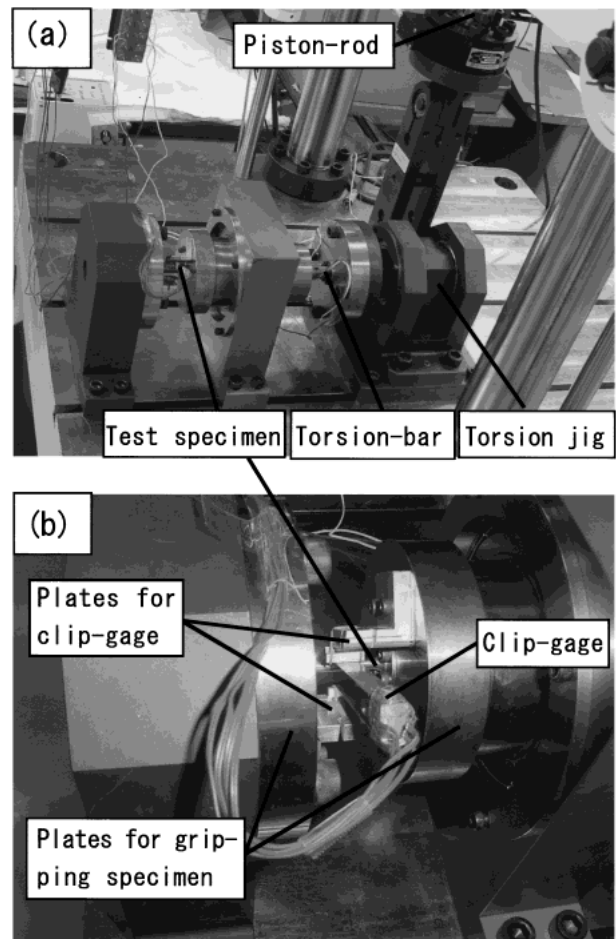 (a)
Piston-rod
Test specimen
Torsion-bar
Torsion jig
(b)
Plates for
clip-gage
Clip-gage
Plates for grip-
ping specimen